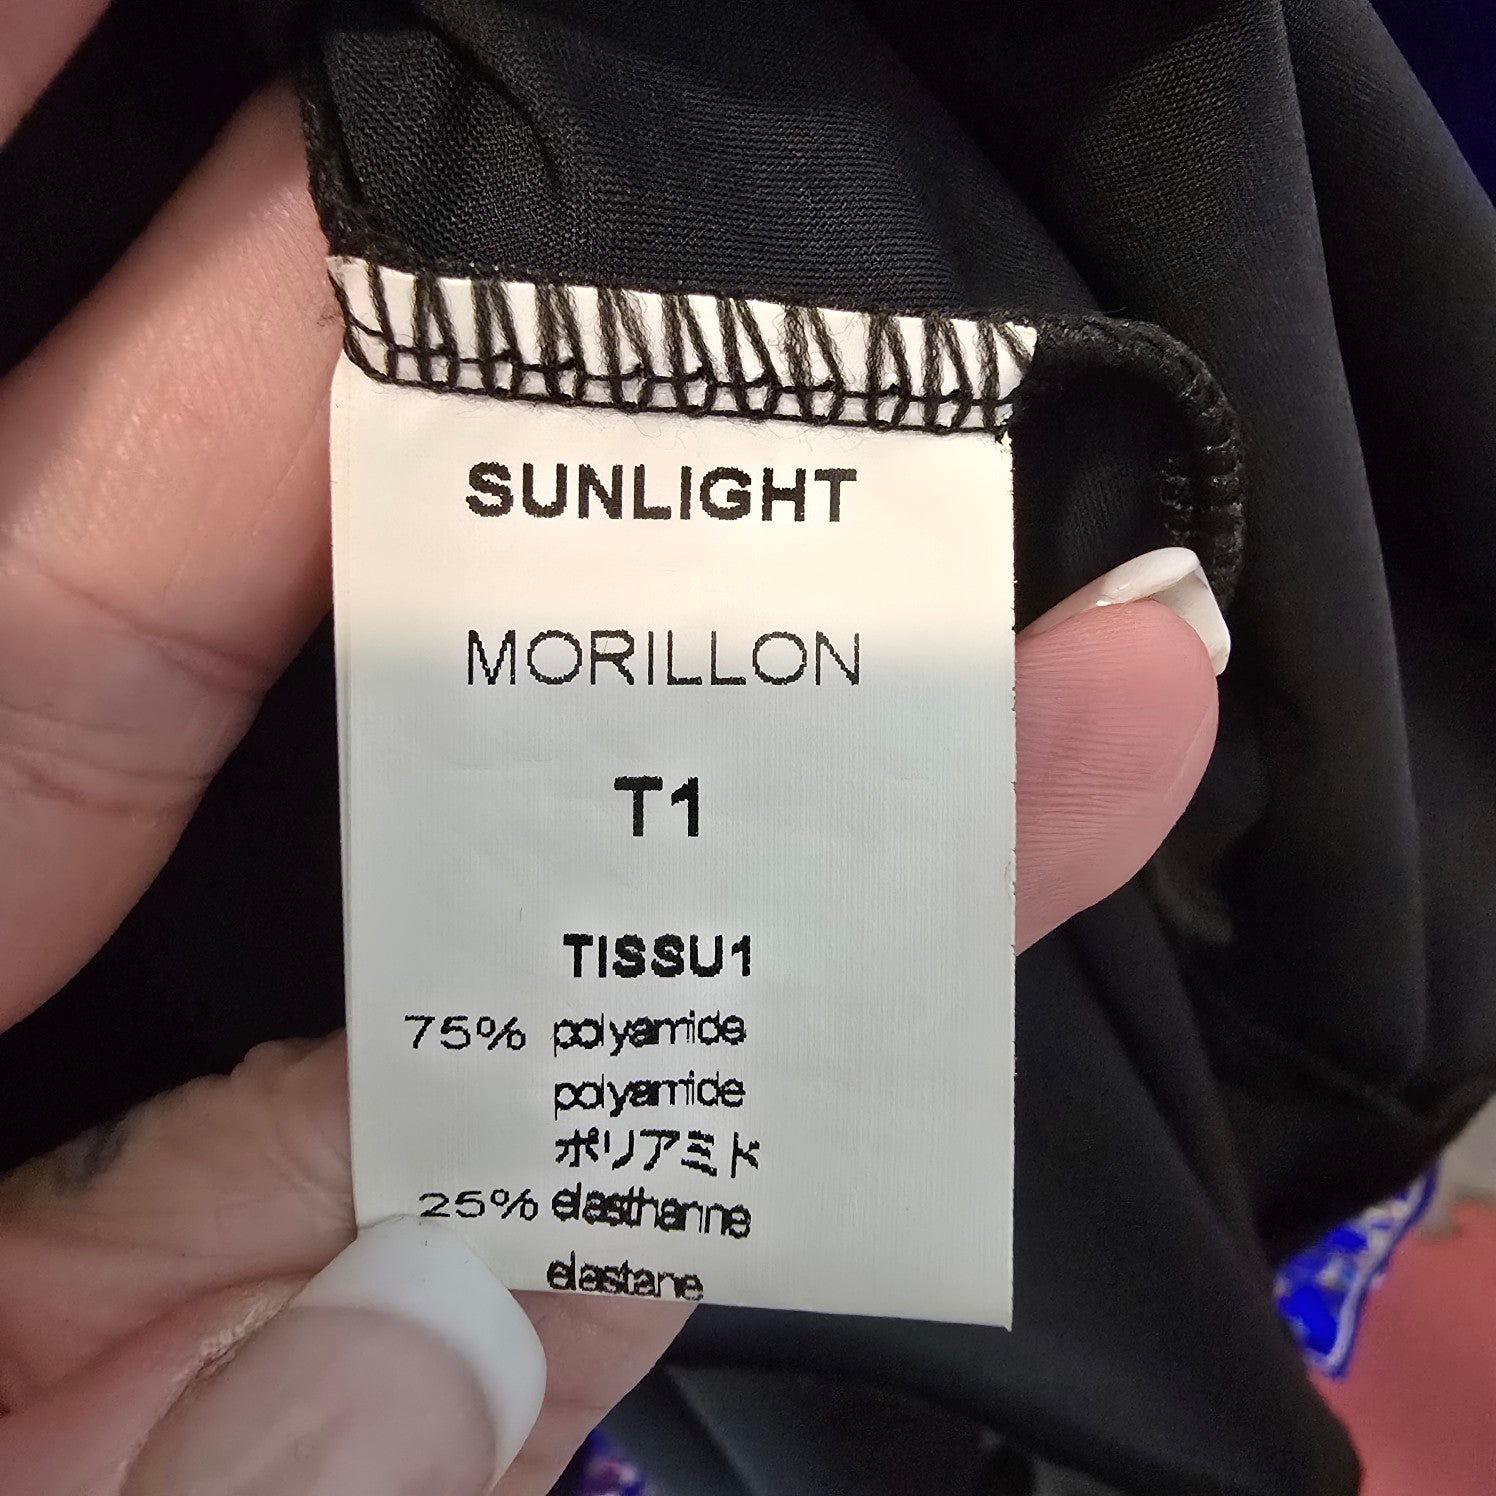 SUNLIGHT
MORILLON
T1
TISSU1
75% polyamide
polyamide
ポリアミド
25% elasthanne
elastane